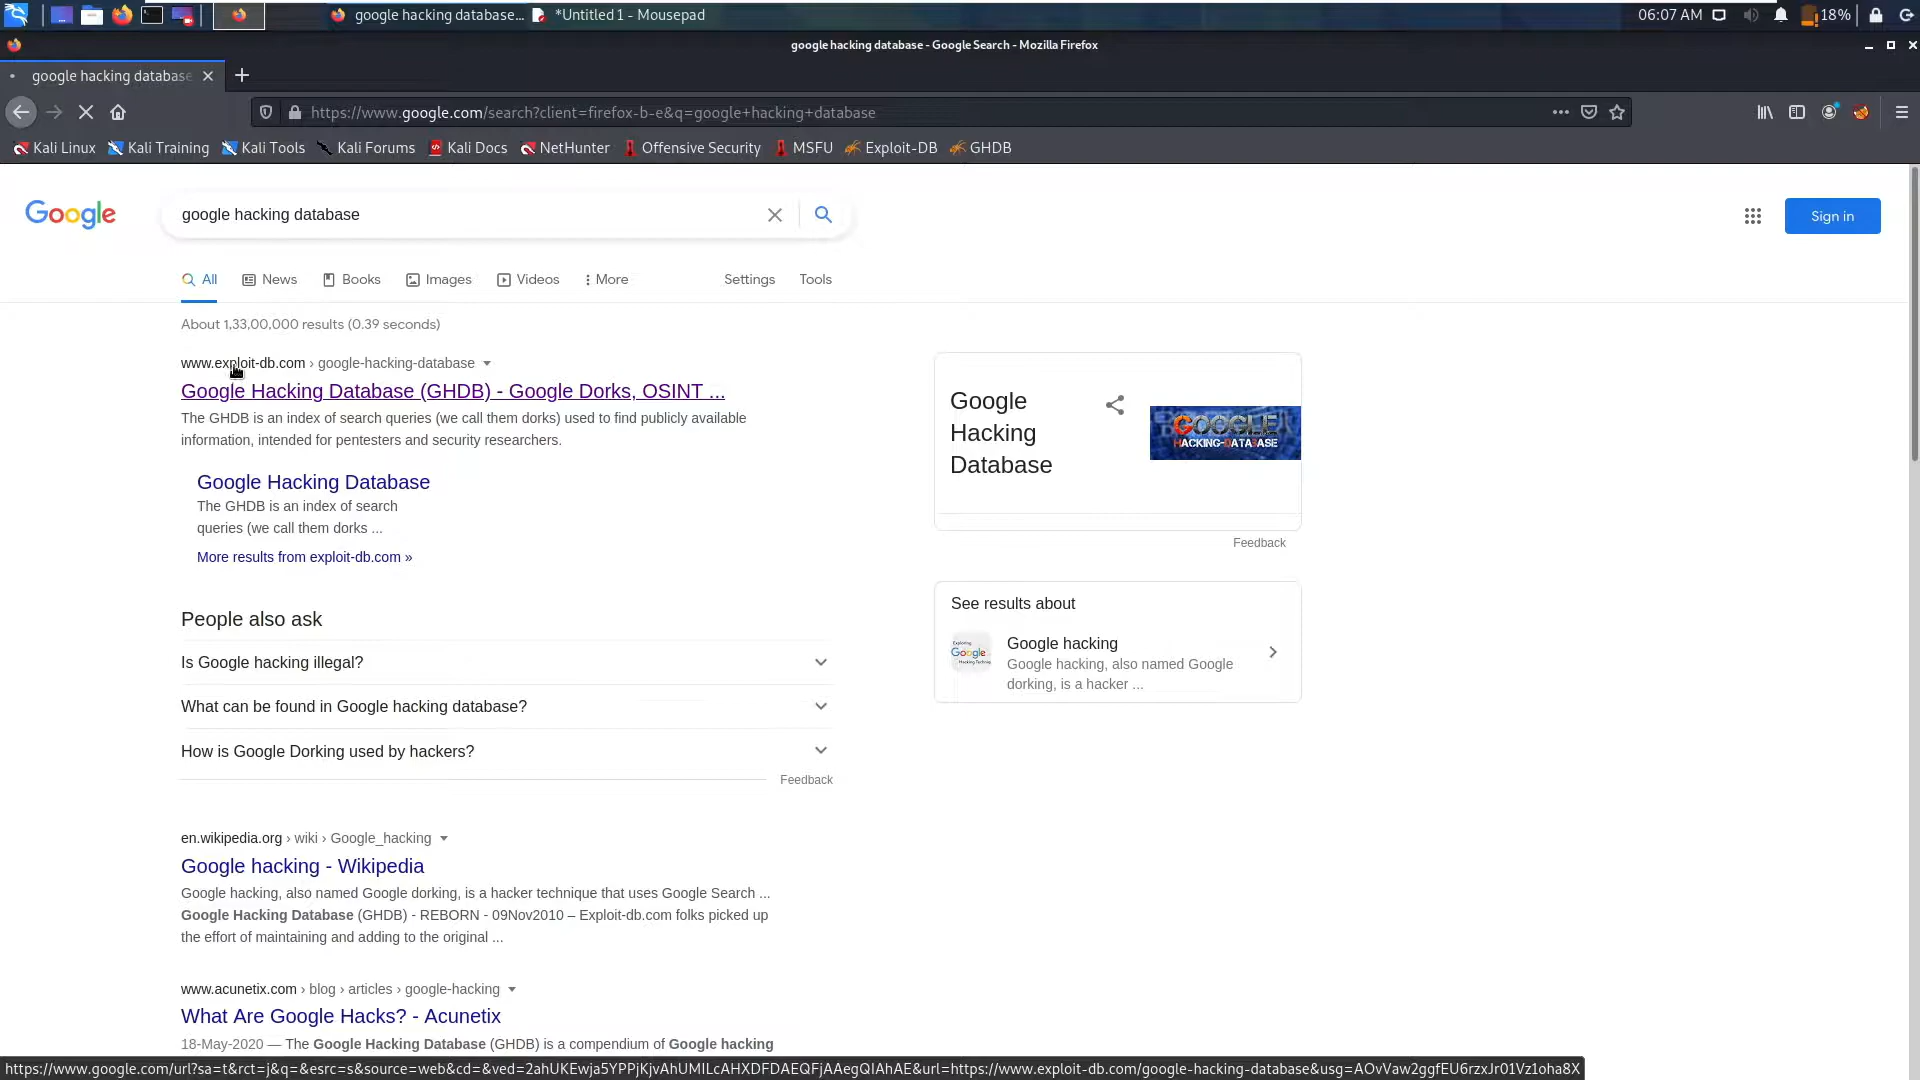 google hacking database...
*Untitled 1 - Mousepad
06:07 AM
18%
google hacking database - Google Search - Mozilla Firefox
google hacking database
https://www.google.com/search?client=firefox-b-e&q=google+hacking+database
Kali Linux
Kali Training
Kali Tools
Kali Forums
Kali Docs
NetHunter
Offensive Security
MSFU
Exploit-DB
GHDB
Google
google hacking database
Sign in
All
News
Books
Images
Videos
More
Settings
Tools
About 1,33,00,000 results (0.39 seconds)
www.exploit-db.com › google-hacking-database
Google Hacking Database (GHDB) - Google Dorks, OSINT ...
The GHDB is an index of search queries (we call them dorks) used to find publicly available
information, intended for pentesters and security researchers.
Google Hacking Database
The GHDB is an index of search
queries (we call them dorks ...
More results from exploit-db.com »
People also ask
Is Google hacking illegal?
What can be found in Google hacking database?
How is Google Dorking used by hackers?
Feedback
en.wikipedia.org › wiki › Google_hacking
Google hacking - Wikipedia
Google hacking, also named Google dorking, is a hacker technique that uses Google Search ...
Google Hacking Database (GHDB) - REBORN - 09Nov2010 – Exploit-db.com folks picked up
the effort of maintaining and adding to the original ...
www.acunetix.com › blog › articles › google-hacking
What Are Google Hacks? - Acunetix
18-May-2020 — The Google Hacking Database (GHDB) is a compendium of Google hacking
Google
Hacking
Database
GOOGLE
HACKING-DATABASE
Feedback
See results about
Google
Google hacking
Google hacking, also named Google
dorking, is a hacker ...
https://www.google.com/url?sa=t&rct=j&q=&esrc=s&source=web&cd=&ved=2ahUKEwja5YPPjKjvAhUMILcAHXDFDAEQFjAAegQIAhAE&url=https://www.exploit-db.com/google-hacking-database&usg=AOvVaw2ggfEU6rzxJr01Vz1oha8X